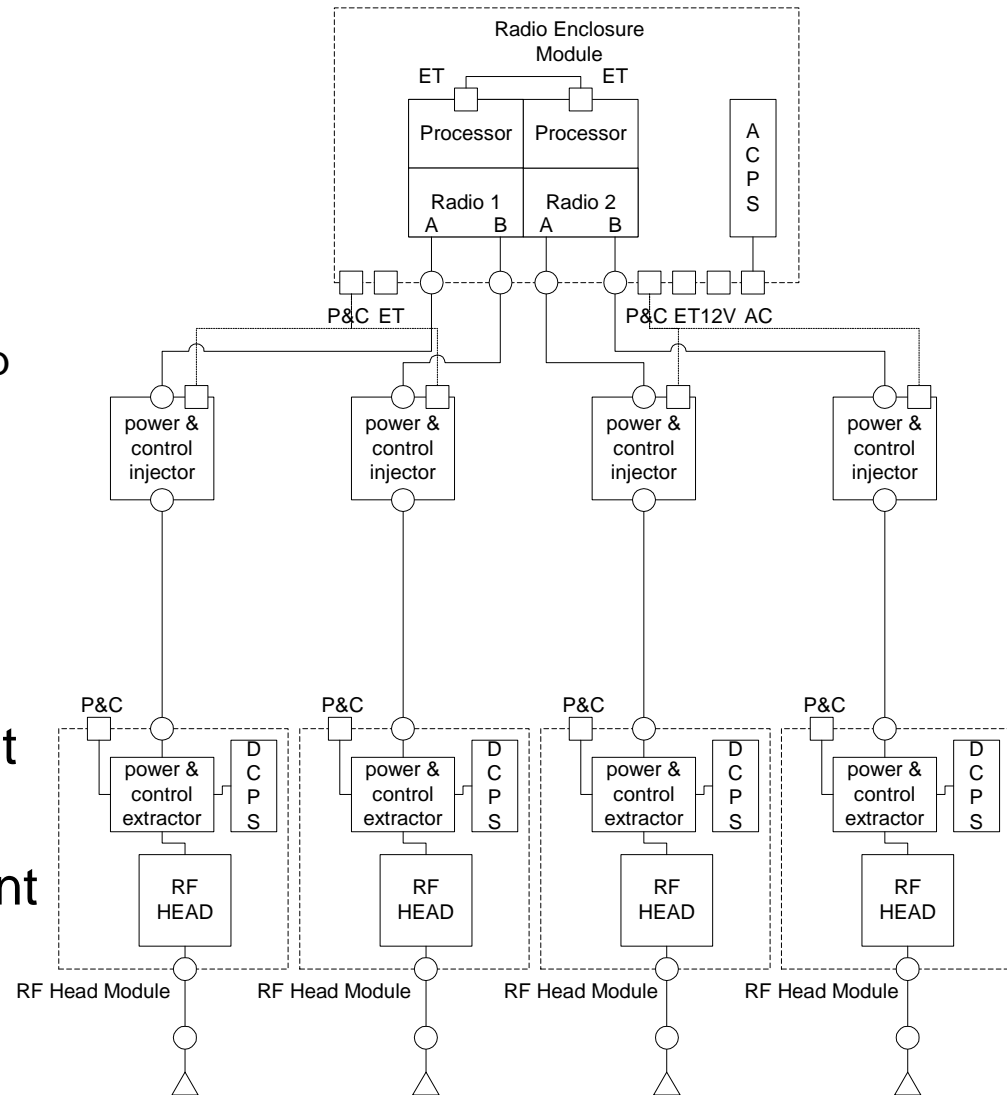 Radio Enclosure
Module
ET ET
Processor Processor
A
C
P
S
Radio 1 Radio 2
A B A B
P&C ET P&C ET 12V AC
o
power &
control
injector
power &
control
injector
power &
control
injector
power &
control
injector
P&C P&C P&C P&C
t
nt
power &
control
extractor
D
C
P
S
RF
HEAD
power &
control
extractor
D
C
P
S
RF
HEAD
power &
control
extractor
D
C
P
S
RF
HEAD
power &
control
extractor
D
C
P
S
RF
HEAD
RF Head Module RF Head Module RF Head Module RF Head Module